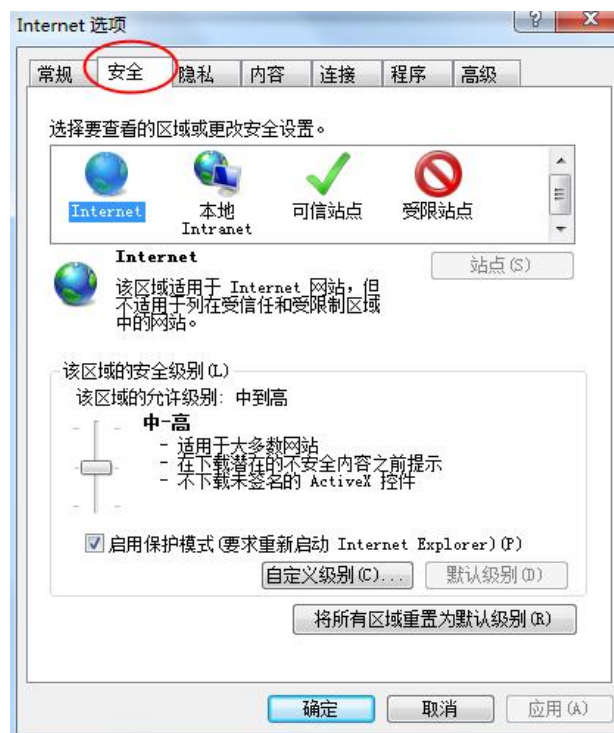 Internet 选项
常规 安全 隐私 内容 连接 程序 高级
选择要查看的区域或更改安全设置。
Internet 本地 Intranet 可信站点 受限站点
Internet
站点(S)
该区域适用于 Internet 网站，但
不适用于列在受信任和受限制区域
中的网站。
该区域的安全级别(L)
该区域的允许级别: 中到高
中-高
- 适用于大多数网站
- 在下载潜在的不安全内容之前提示
- 不下载未签名的 ActiveX 控件
启用保护模式(要求重新启动 Internet Explorer)(P)
自定义级别(C)... 默认级别(D)
将所有区域重置为默认级别(R)
确定 取消 应用(A)